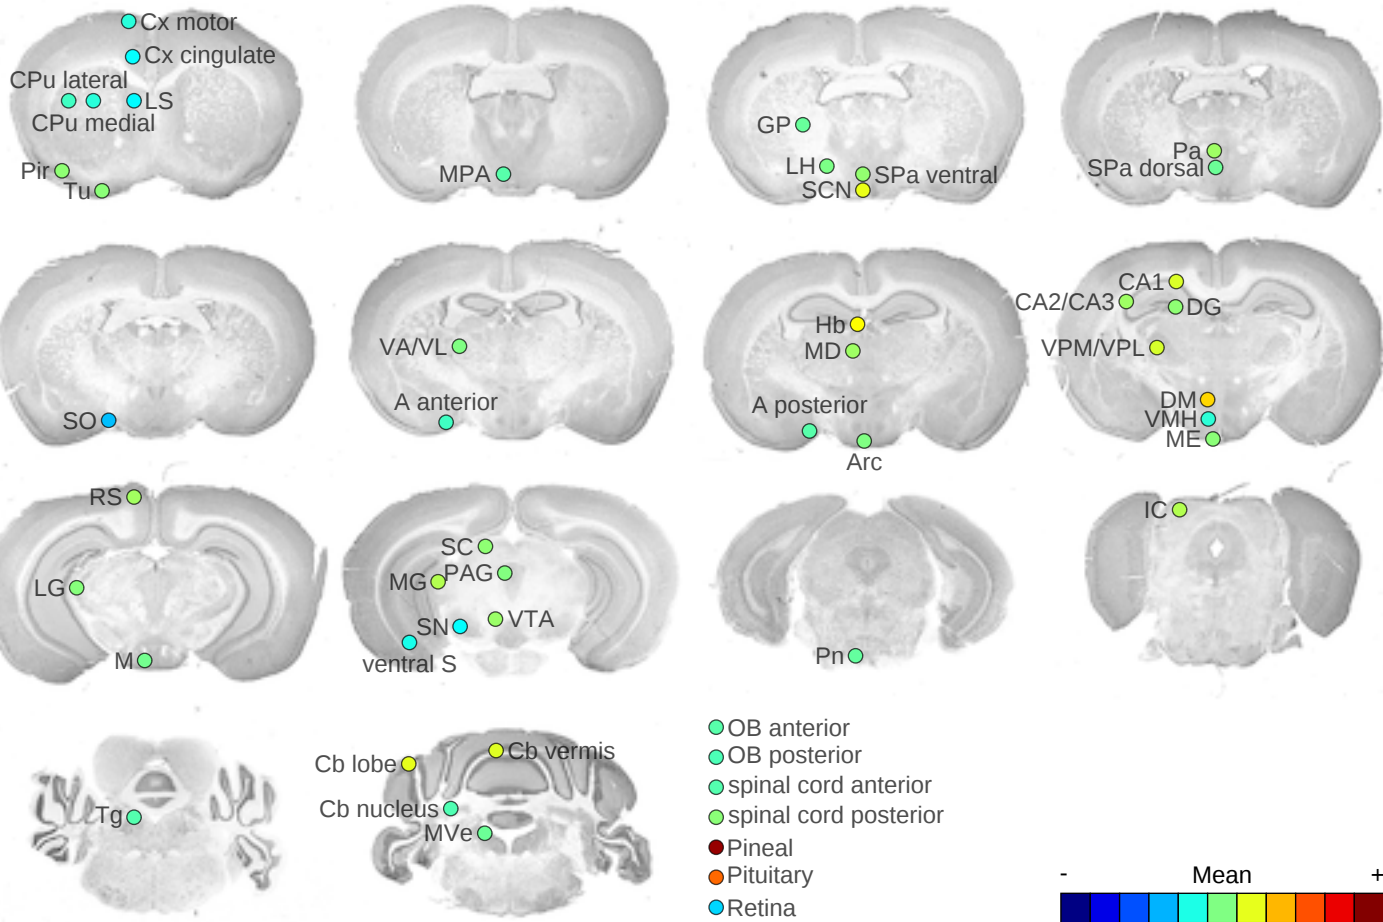 Cx motor
Cx cingulate
CPu lateral
LS
CPu medial
Pir
Tu
MPA
GP
LH
SPa ventral
SCN
Pa
SPa dorsal
SO
VA/VL
A anterior
Hb
MD
A posterior
Arc
CA1
CA2/CA3
DG
VPM/VPL
DM
VMH
ME
RS
LG
M
SC
MG
PAG
VTA
SN
ventral S
Pn
IC
Tg
Cb lobe
Cb vermis
Cb nucleus
MVe
OB anterior
OB posterior
spinal cord anterior
spinal cord posterior
Pineal
Pituitary
Retina
- Mean +